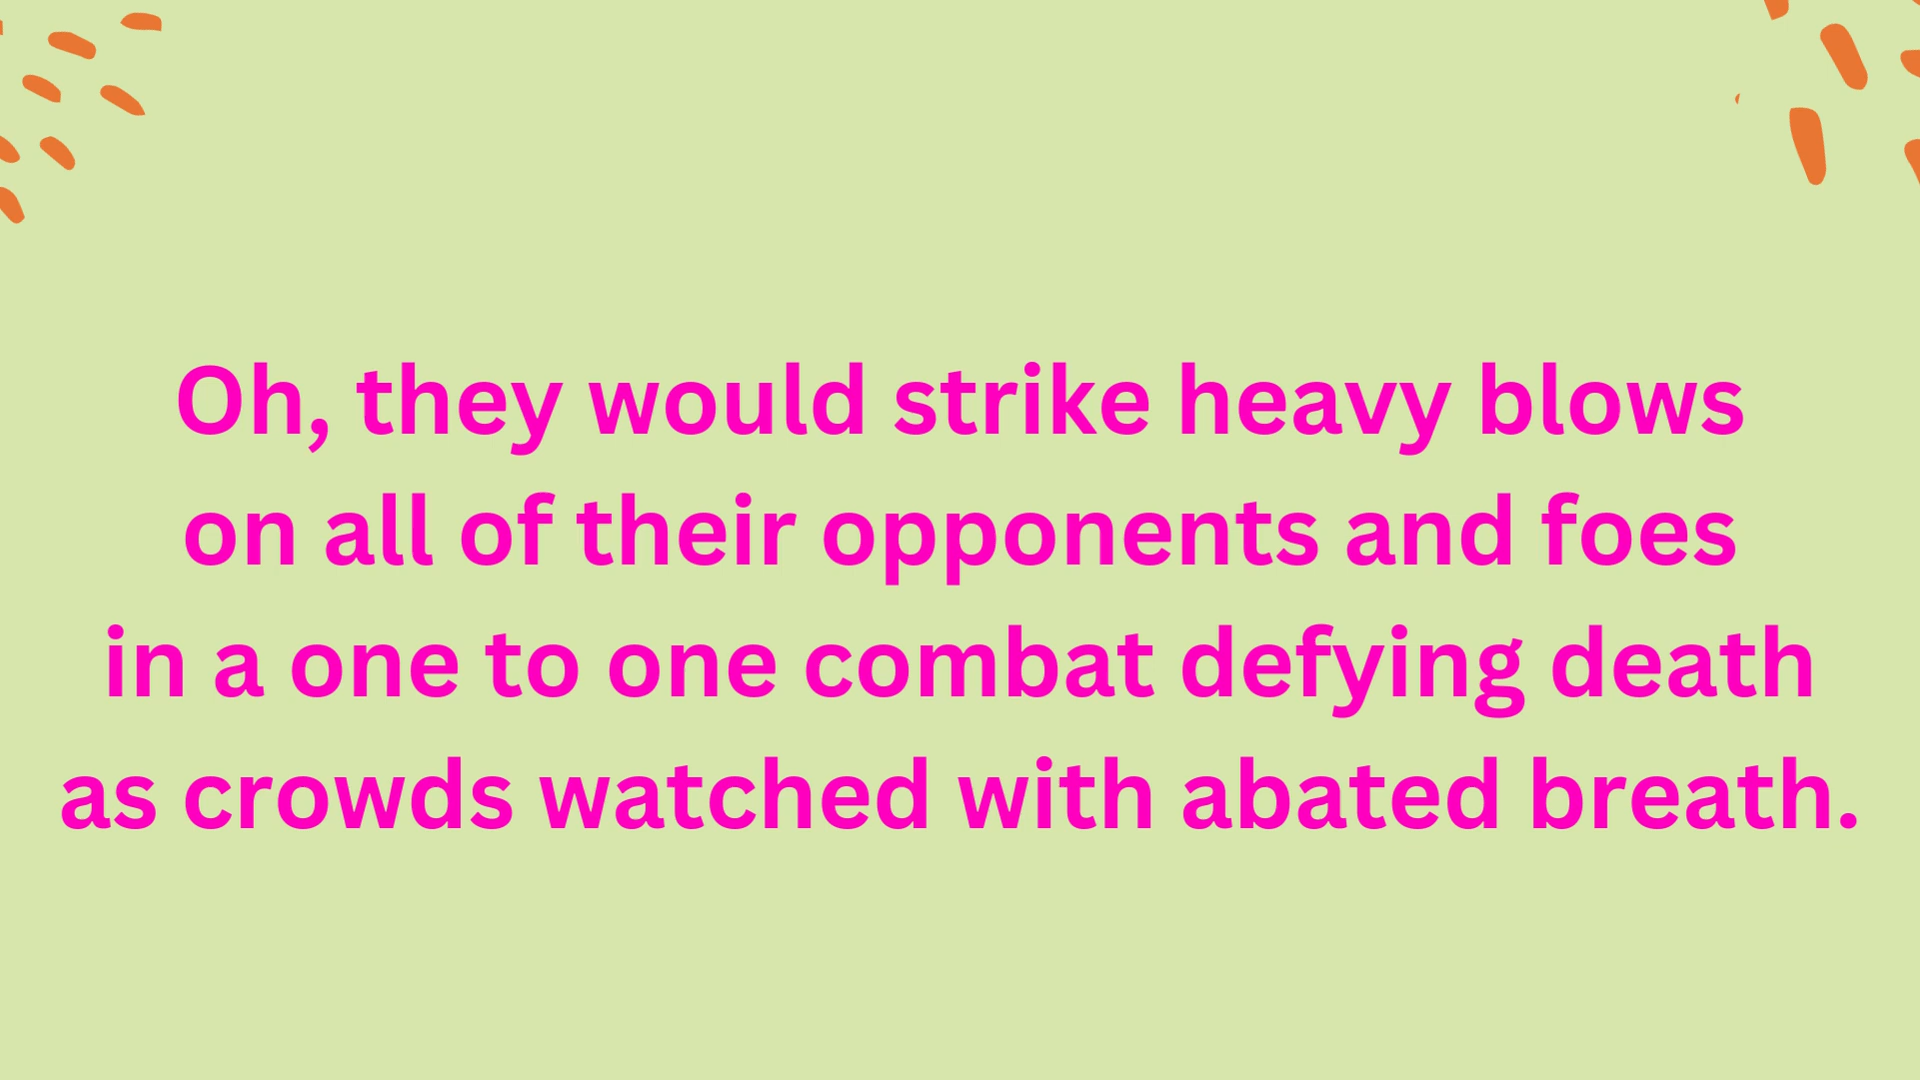 Oh, they would strike heavy blows
on all of their opponents and foes
in a one to one combat defying death
as crowds watched with abated breath.